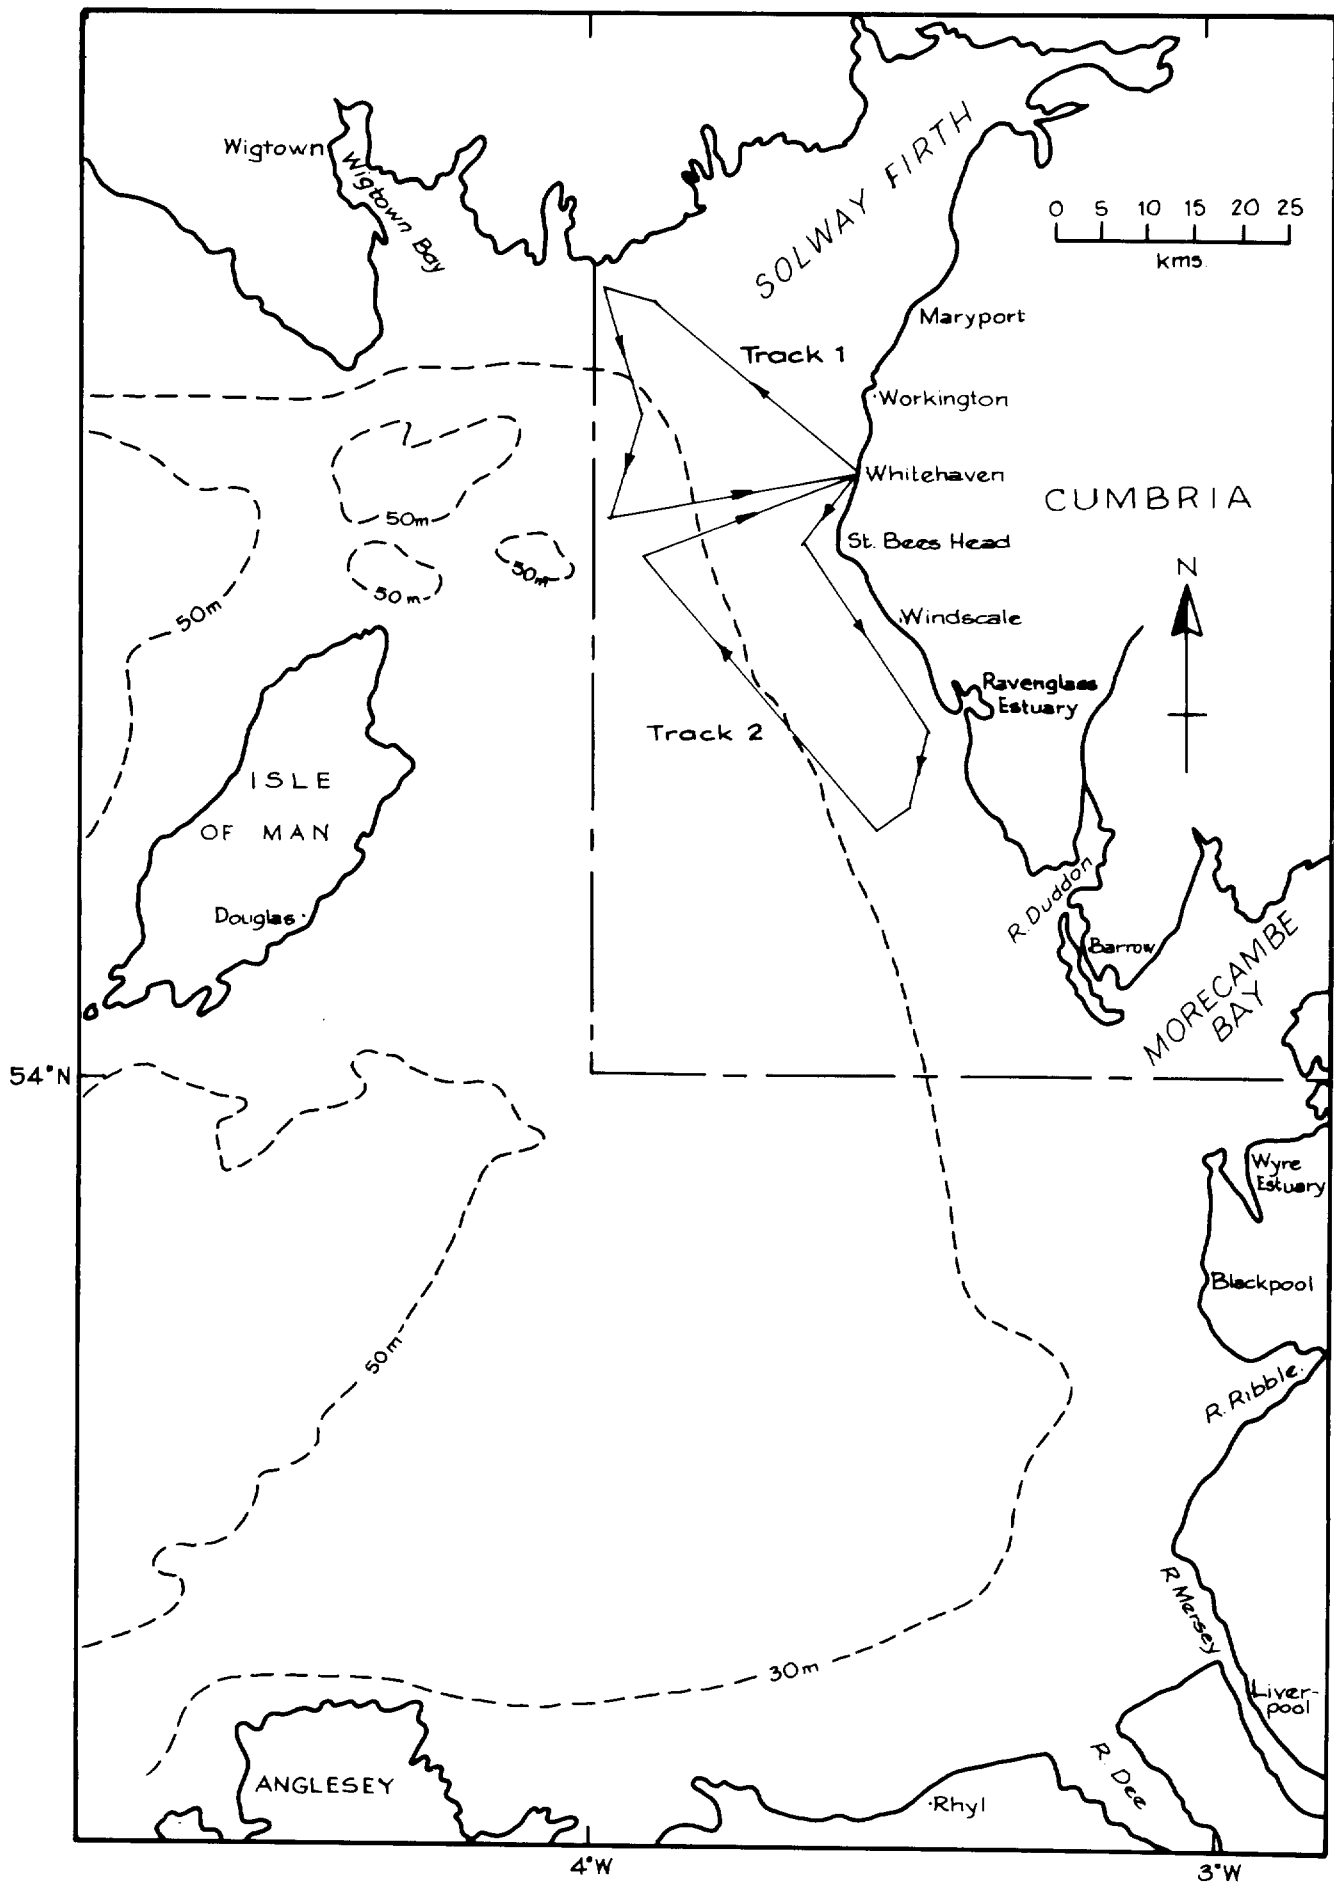 Wigtown
Wigtown Bay
SOLWAY FIRTH
0 5 10 15 20 25
kms.
Maryport
Track 1
Workington
Whitehaven
CUMBRIA
50m
St. Bees Head
50m
50m
N
50m
Windscale
Ravenglass
Estuary
Track 2
ISLE
OF MAN
R. Duddon
Douglas
Barrow
MORECAMBE
BAY
54°N
Wyre
Estuary
Blackpool
50m
R. Ribble.
R Mersey
30m
Liver-
pool
R. Dee
ANGLESEY
Rhyl
4°W
3°W